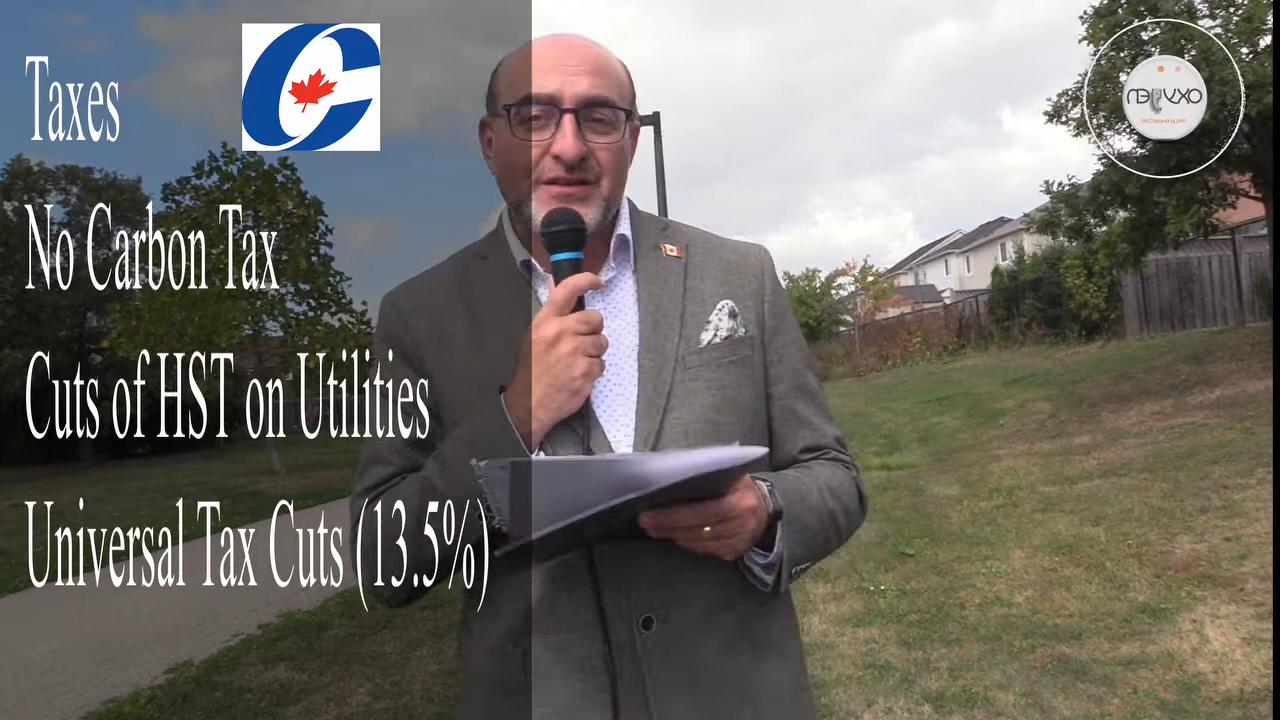 Taxes
No Carbon Tax
Cuts of HST on Utilities
Universal Tax Cuts (13.5%)